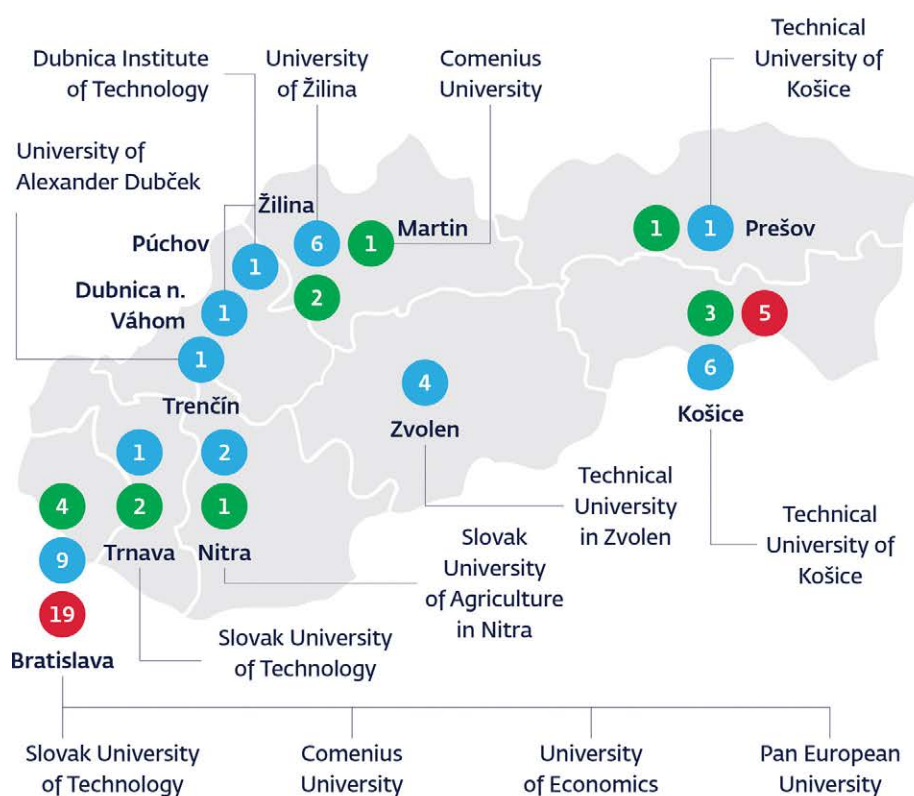 Dubnica Institute
of Technology
University
of Žilina
Comenius
University
Technical
University of
Košice
University of
Alexander Dubček
Žilina
6
1
Martin
1
1
Prešov
Púchov
1
2
Dubnica n.
Váhom
1
3
5
1
6
Trenčín
4
Košice
Zvolen
1
2
4
2
1
Technical
University
in Zvolen
Technical
University of
Košice
Trnava
Nitra
Slovak
University
of Agriculture
in Nitra
9
19
Slovak University
of Technology
Bratislava
Slovak University
of Technology
Comenius
University
University
of Economics
Pan European
University